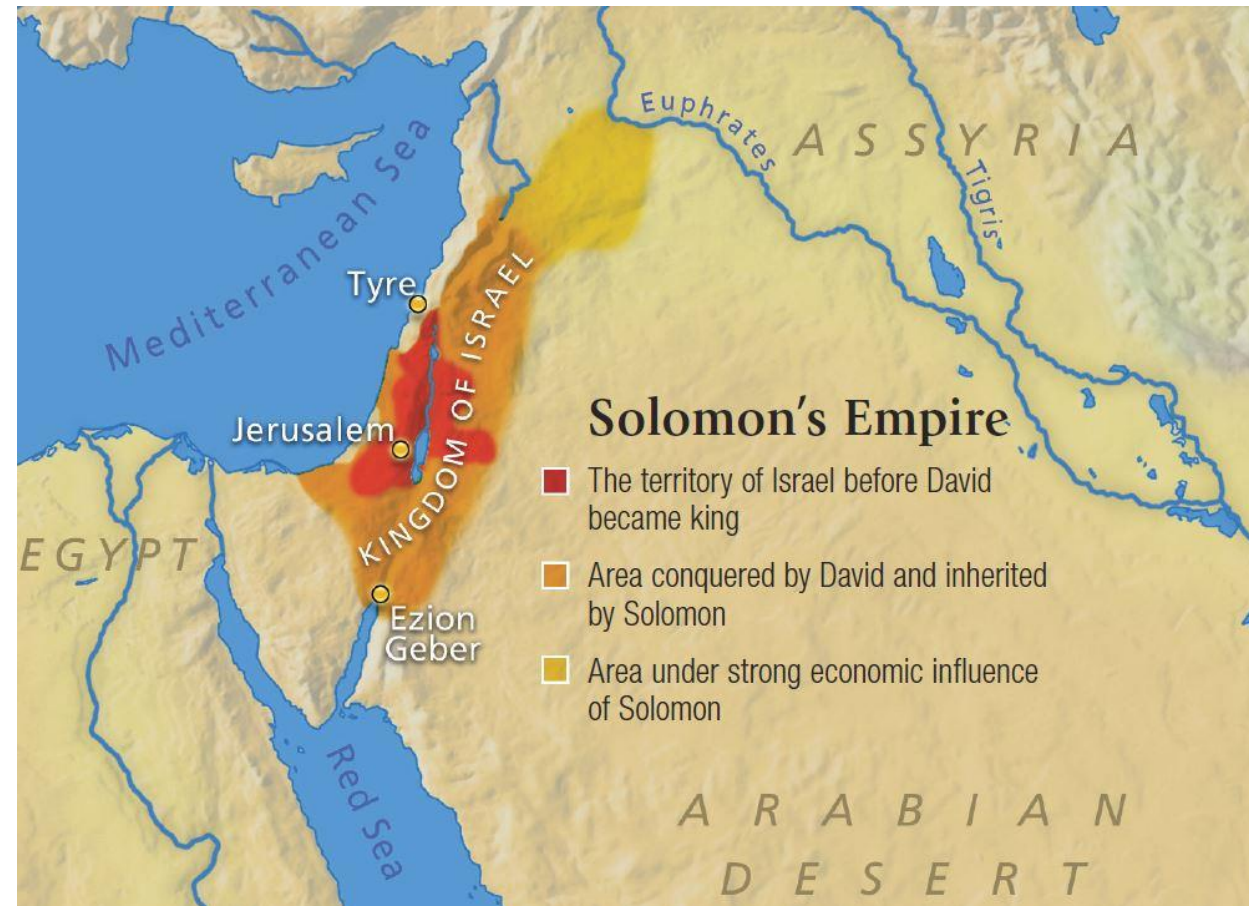 Euphrates
ASSYRIA
Tigris
Mediterranean Sea
Tyre
KINGDOM OF ISRAEL
Jerusalem
Solomon's Empire
The territory of Israel before David
became king
EGYPT
Area conquered by David and inherited
by Solomon
Ezion
Geber
Area under strong economic influence
of Solomon
Red Sea
ARABIAN
DESERT